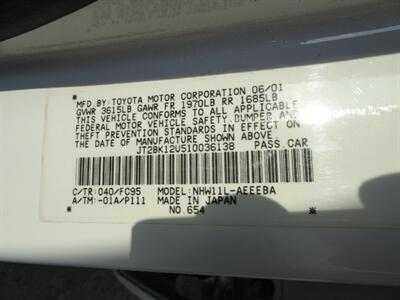 MFD.BY:TOYOTA MOTOR CORPORATION 06/01
GVWR 3615LB GAWR FR 1970LB RR 1685LB
THIS VEHICLE CONFORMS TO ALL APPLICABLE
FEDERAL MOTOR VEHICLE SAFETY,BUMPER,AND
THEFT PREVENTION STANDARDS IN EFFECT ON
THE DATE OF MANUFACTURE SHOWN ABOVE.
JT2BK12U510036138 PASS.CAR
C/TR:040/FC95 MODEL:NHW11L-AEEEBA
A/TM:-01A/P111 MADE IN JAPAN
NO.654